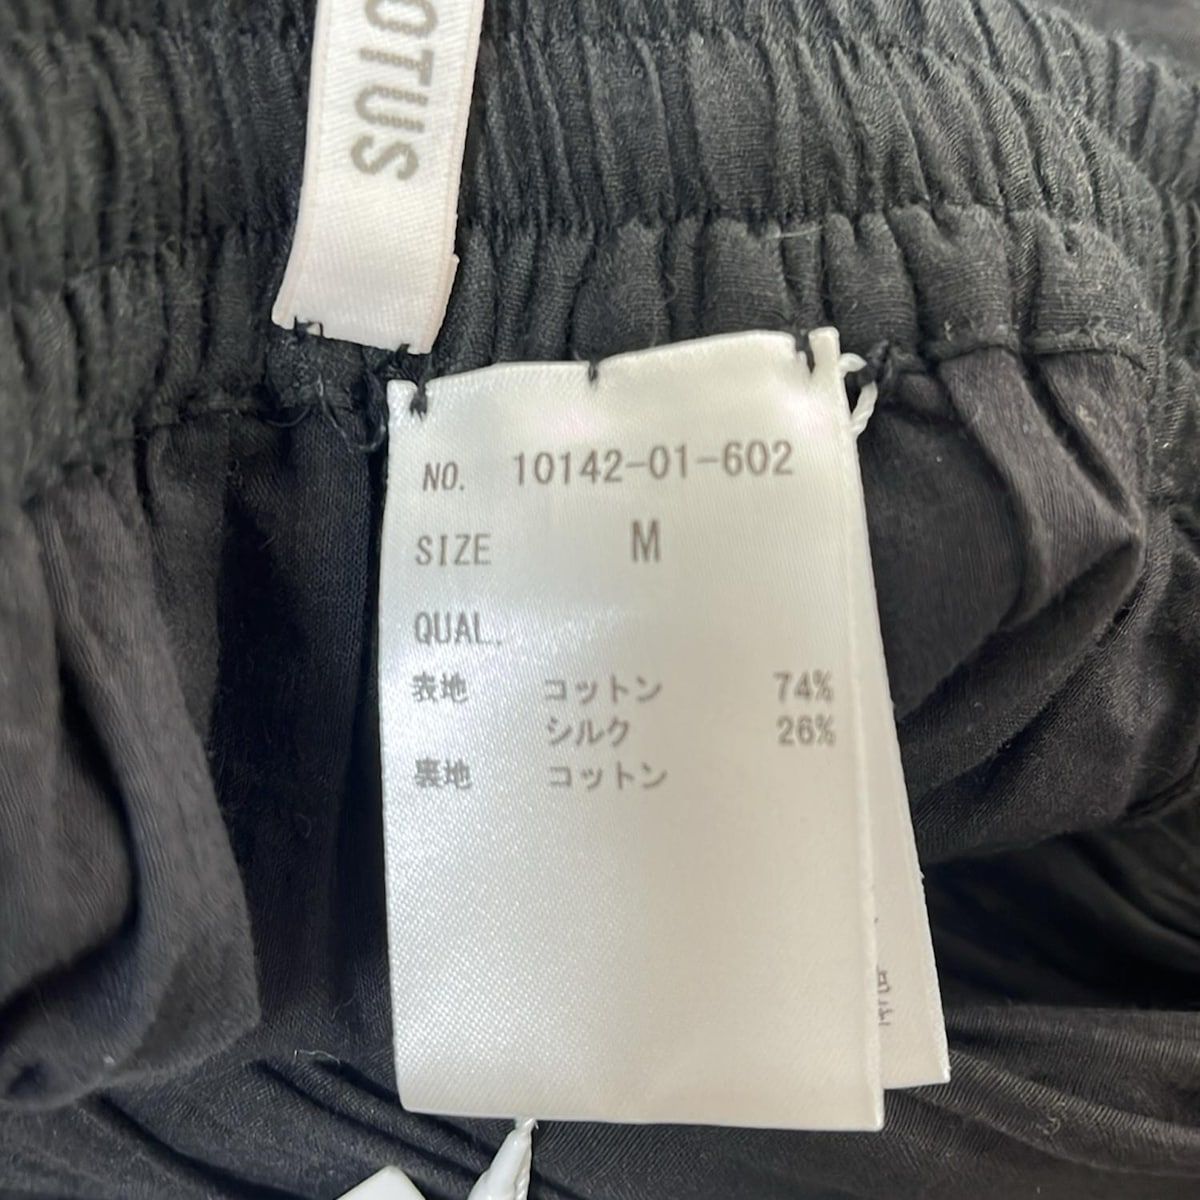 OTUS
NO. 10142-01-602
SIZE M
QUAL.
表地 コットン 74%
シルク 26%
裏地 コットン